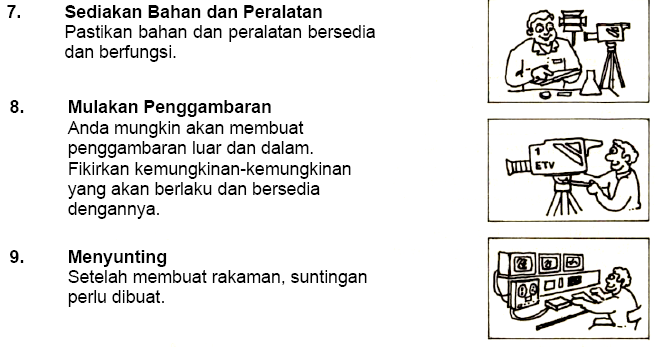 7. Sediakan Bahan dan Peralatan
Pastikan bahan dan peralatan bersedia
dan berfungsi.
8. Mulakan Penggambaran
Anda mungkin akan membuat
penggambaran luar dan dalam.
Fikirkan kemungkinan-kemungkinan
yang akan berlaku dan bersedia
dengannya.
1
ETV
9. Menyunting
Setelah membuat rakaman, suntingan
perlu dibuat.